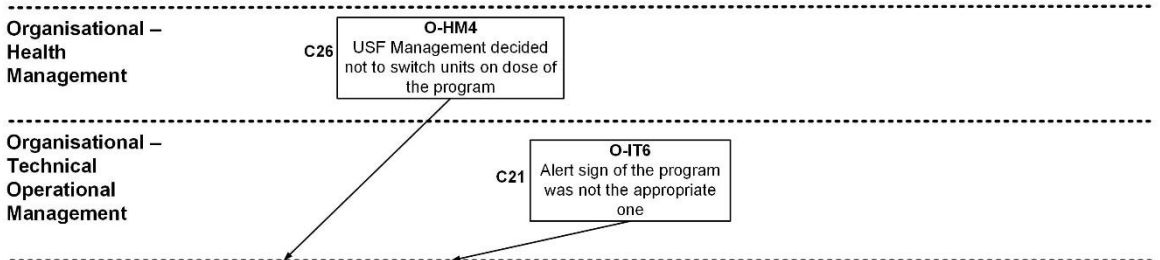 Organisational –
Health
Management
C26
O-HM4
USF Management decided
not to switch units on dose of
the program
Organisational –
Technical
Operational
Management
C21
O-IT6
Alert sign of the program
was not the appropriate
one